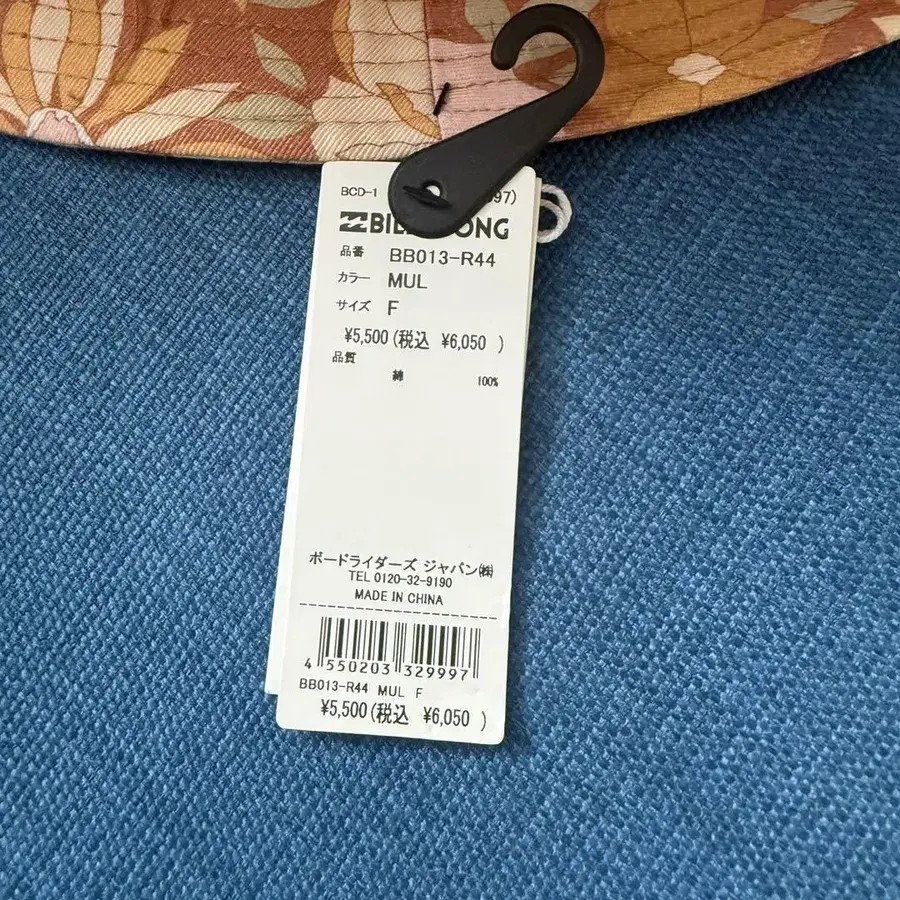 BCD-1 997)
BILLABONG
品番 BB013-R44
カラー MUL
サイズ F
¥5,500(税込 ¥6,050 )
品質
綿 100%
ボードライダーズ ジャパン㈱
TEL 0120-32-9190
MADE IN CHINA
4 550203 329997
BB013-R44 MUL F
¥5,500(税込 ¥6,050 )